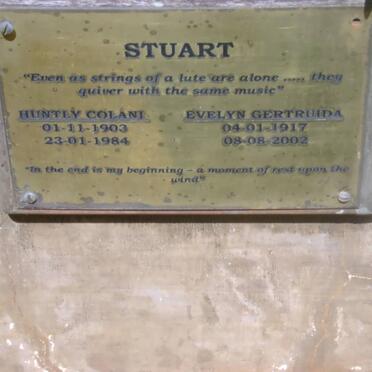 STUART
"Even as strings of a lute are alone ..... they
quiver with the same music"
HUNTLY COLANI EVELYN GERTRUIDA
01-11-1903 04-01-1917
23-01-1984 08-08-2002
"In the end is my beginning - a moment of rest upon the
wind"